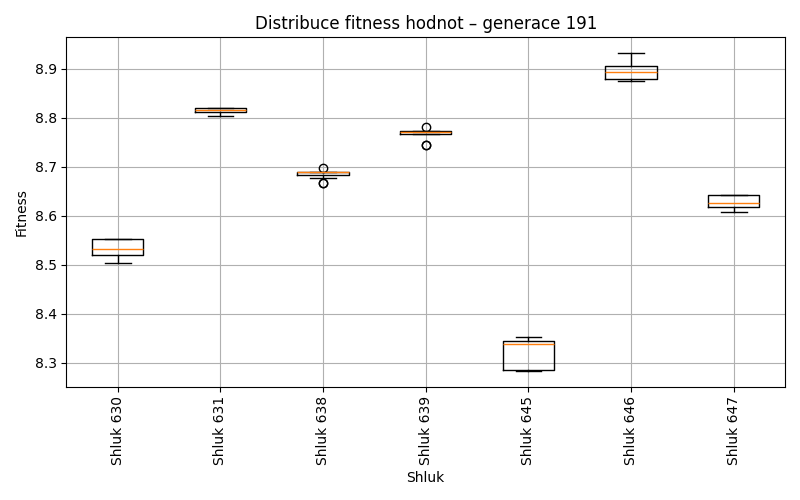 Distribuce fitness hodnot – generace 191
Fitness
8.9
8.8
8.7
8.6
8.5
8.4
8.3
Shluk 630
Shluk 631
Shluk 638
Shluk 639
Shluk 645
Shluk 646
Shluk 647
Shluk